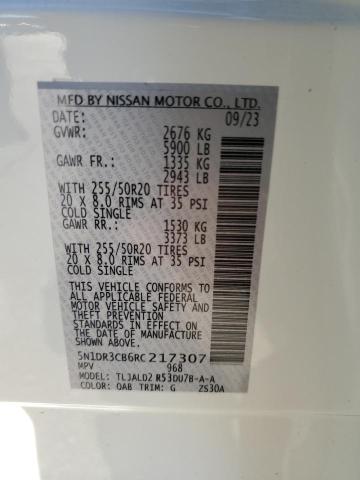 MFD BY NISSAN MOTOR CO., LTD.
DATE: 09/23
GVWR: 2676 KG
5900 LB
GAWR FR.: 1335 KG
2943 LB
WITH 255/50R20 TIRES
20 X 8.0 RIMS AT 35 PSI
COLD SINGLE
GAWR RR.: 1530 KG
3373 LB
WITH 255/50R20 TIRES
20 X 8.0 RIMS AT 35 PSI
COLD SINGLE
THIS VEHICLE CONFORMS TO
ALL APPLICABLE FEDERAL
MOTOR VEHICLE SAFETY,
THEFT PREVENTION
STANDARDS IN EFFECT ON
THE DATE OF MANUFACTURE
SHOWN ABOVE.
5N1DR3CB6RC217307
MPV 968
MODEL: TLJALDZ R53DU7B-A-A
COLOR: QAB TRIM: G ZS30A